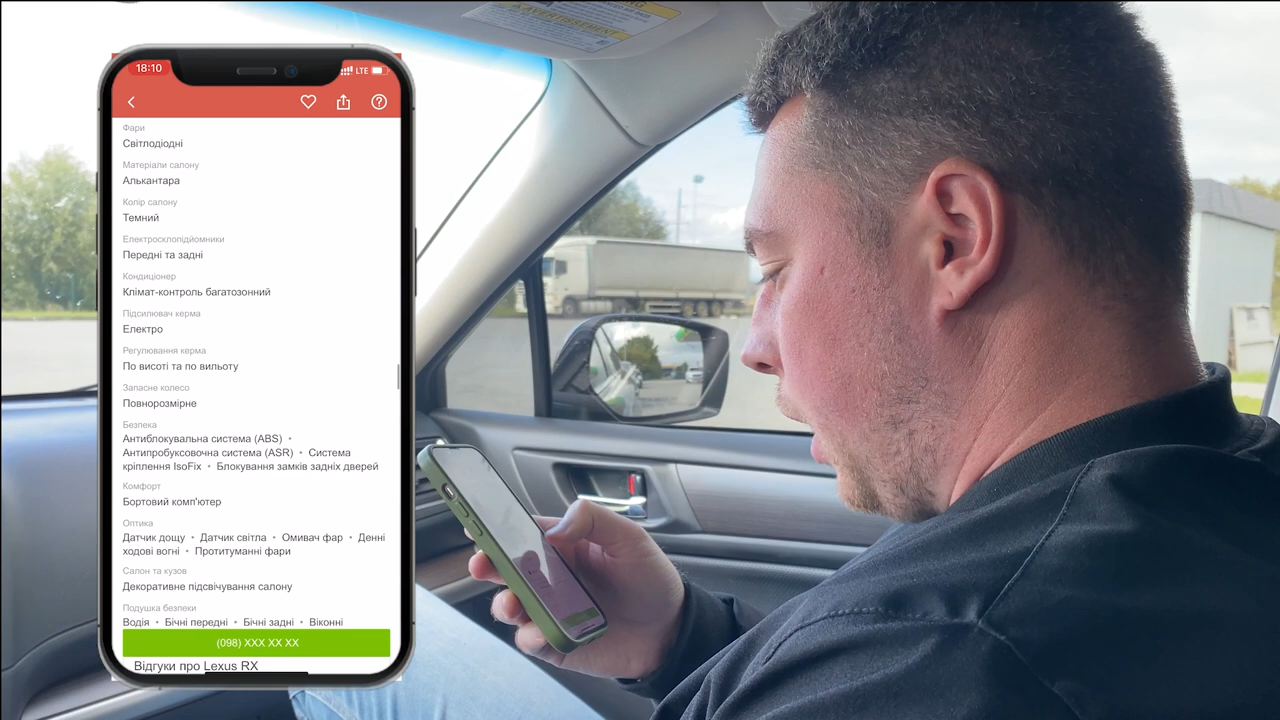 AVERTISSEMENT
18:10
LTE
Фари
Світлодіодні
Матеріали салону
Алькантара
Колір салону
Темний
Електросклопідйомники
Передні та задні
Кондиціонер
Клімат-контроль багатозонний
Підсилювач керма
Електро
Регулювання керма
По висоті та по вильоту
Запасне колесо
Повнорозмірне
Безпека
Антиблокувальна система (ABS) •
Антипробуксовочна система (ASR) • Система
кріплення IsoFix • Блокування замків задніх дверей
Комфорт
Бортовий комп'ютер
Оптика
Датчик дощу • Датчик світла • Омивач фар • Денні
ходові вогні • Протитуманні фари
Салон та кузов
Декоративне підсвічування салону
Подушка безпеки
Водія • Бічні передні • Бічні задні • Віконні
(098) XXX XX XX
Відгуки про Lexus RX